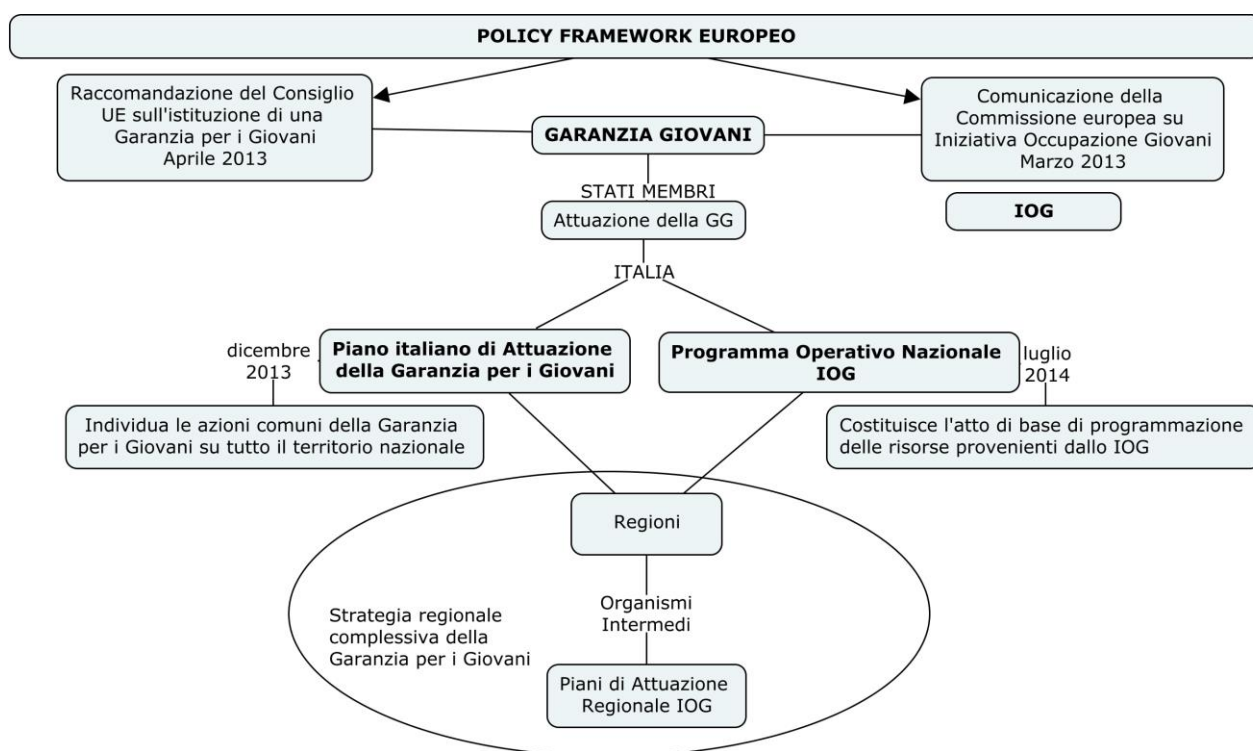 POLICY FRAMEWORK EUROPEO
Raccomandazione del Consiglio
UE sull'istituzione di una
Garanzia per i Giovani
Aprile 2013
GARANZIA GIOVANI
Comunicazione della
Commissione europea su
Iniziativa Occupazione Giovani
Marzo 2013
IOG
STATI MEMBRI
Attuazione della GG
ITALIA
dicembre
2013
Piano italiano di Attuazione
della Garanzia per i Giovani
Programma Operativo Nazionale
IOG
luglio
2014
Individua le azioni comuni della Garanzia
per i Giovani su tutto il territorio nazionale
Costituisce l'atto di base di programmazione
delle risorse provenienti dallo IOG
Regioni
Organismi
Intermedi
Strategia regionale
complessiva della
Garanzia per i Giovani
Piani di Attuazione
Regionale IOG